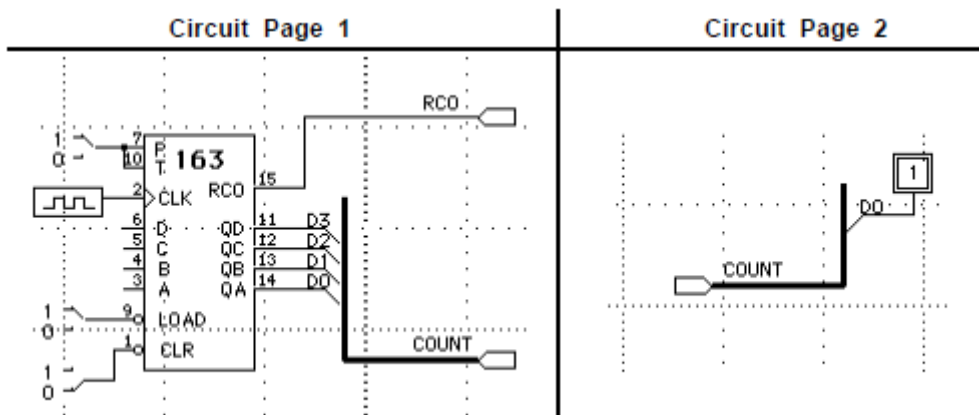 Circuit Page 1
Circuit Page 2
RCO
1
0
7 P
10 T
163
RCO 15
2 CLK
6 D
QD 11 D3
5 C
QC 12 D2
4 B
QB 13 D1
3 A
QA 14 D0
1
0
9 LOAD
1 CLR
1
0
COUNT
1
D0
COUNT